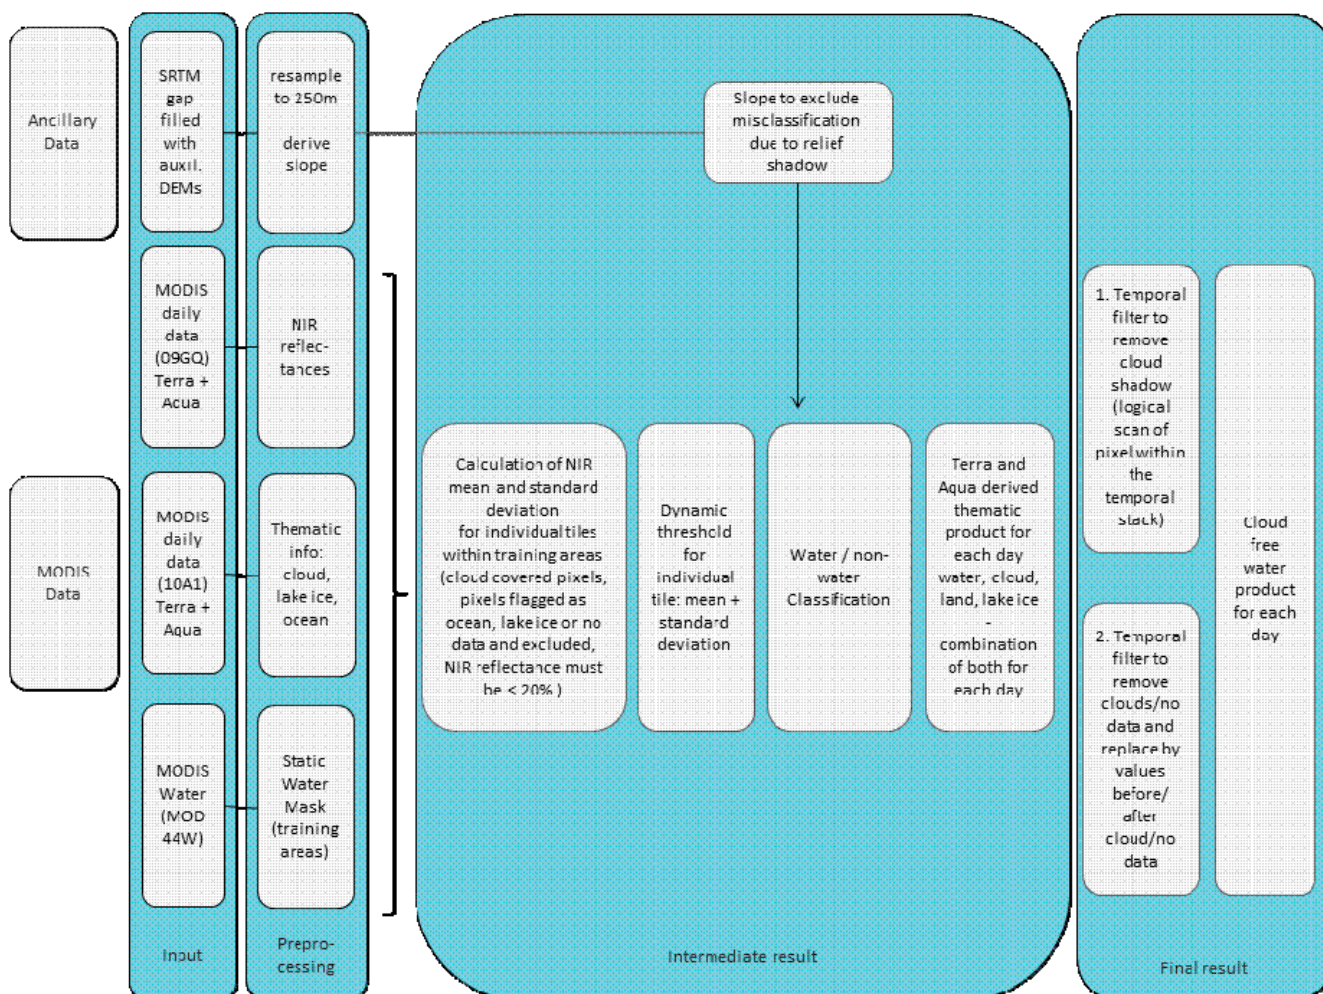 Ancillary
Data
SRTM
gap
filled
with
auxil.
DEMs
resample
to 250m
derive
slope
Slope to exclude
misclassification
due to relief
shadow
MODIS
daily
data
(09GQ)
Terra +
Aqua
NIR
reflec-
tances
MODIS
Data
MODIS
daily
data
(10A1)
Terra +
Aqua
Thematic
info:
cloud,
lake ice,
ocean
MODIS
Water
(MOD
44W)
Static
Water
Mask
(training
areas)
Calculation of NIR
mean and standard
deviation
for individual tiles
within training areas
(cloud covered pixels,
pixels flagged as
ocean, lake ice or no
data and excluded,
NIR reflectance must
be < 20% )
Dynamic
threshold
for
individual
tile: mean +
standard
deviation
Water / non-
water
Classification
Terra and
Aqua derived
thematic
product for
each day
water, cloud,
land, lake ice
-
combination
of both for
each day
1. Temporal
filter to
remove
cloud
shadow
(logical
scan of
pixel within
the
temporal
stack)
2. Temporal
filter to
remove
clouds/no
data and
replace by
values
before/
after
cloud/no
data
Cloud
free
water
product
for each
day
Input
Prepro-
cessing
Intermediate result
Final result